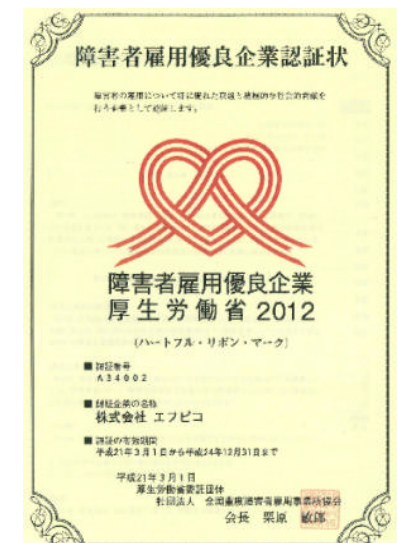 障害者雇用優良企業認証状
障害者の雇用について特に優れた取組と積極的な社会的貢献を
行う企業として認証します。
障害者雇用優良企業
厚生労働省 2012
(ハートフル・リボン・マーク)
■ 認証番号
A34002
■ 認証企業の名称
株式会社 エフピコ
■ 認証の有効期間
平成21年3月1日から平成24年12月31日まで
平成21年3月1日
厚生労働省委託団体
社団法人 全国重度障害者雇用事業所協会
会長 栗原 敏郎